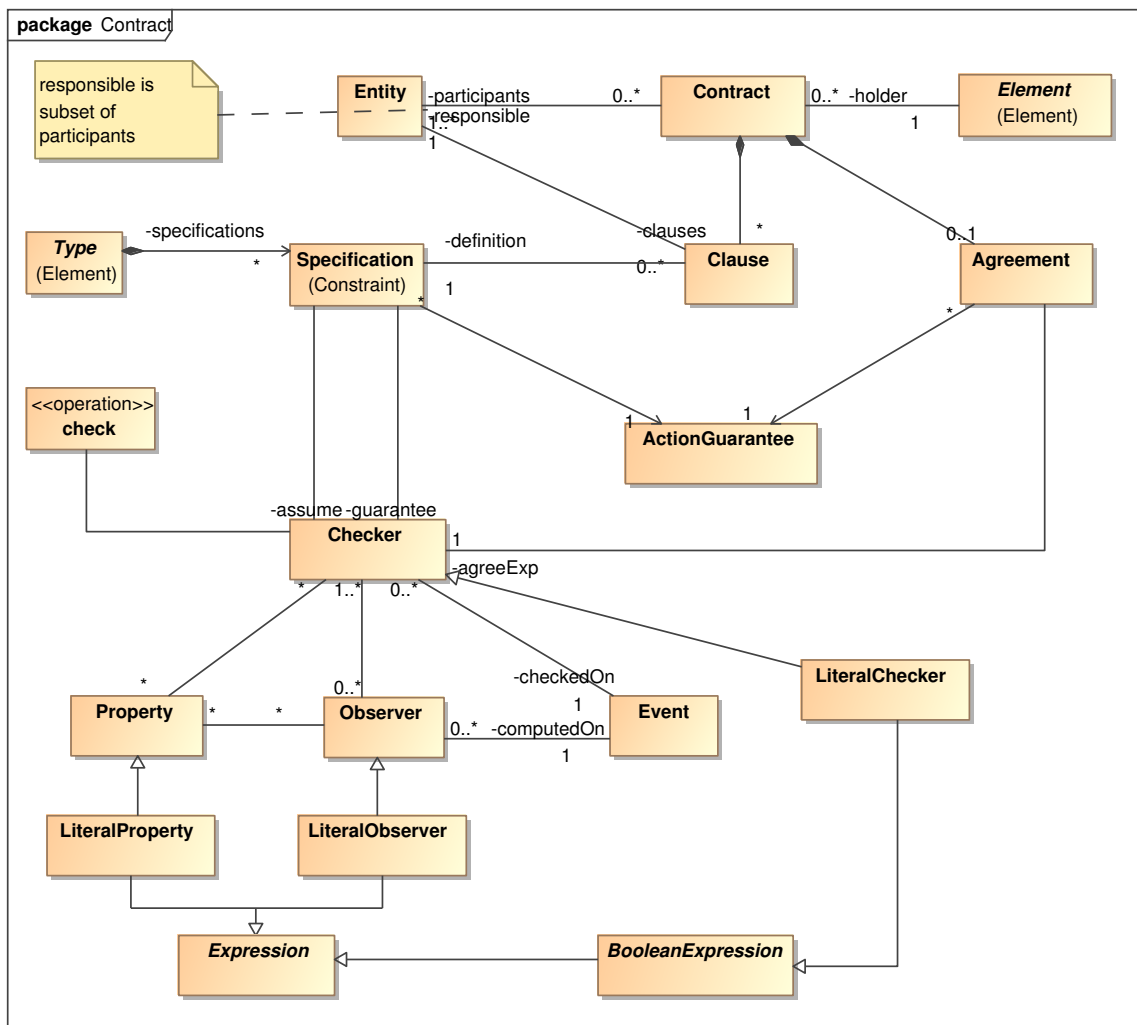 package Contract
responsible is
subset of
participants
Entity
-participants
0..*
Contract
0..*
-holder
Element
(Element)
1..*
-responsible
1
1
Type
(Element)
-specifications
*
Specification
(Constraint)
-definition
1
-clauses
0..*
*
Clause
0..1
Agreement
*
*
1
1
ActionGuarantee
<<operation>>
check
-assume
-guarantee
Checker
1
-agreeExp
*
1..*
0..*
LiteralChecker
*
0..*
-checkedOn
1
Property
*
*
Observer
0..*
-computedOn
1
Event
LiteralProperty
LiteralObserver
Expression
BooleanExpression